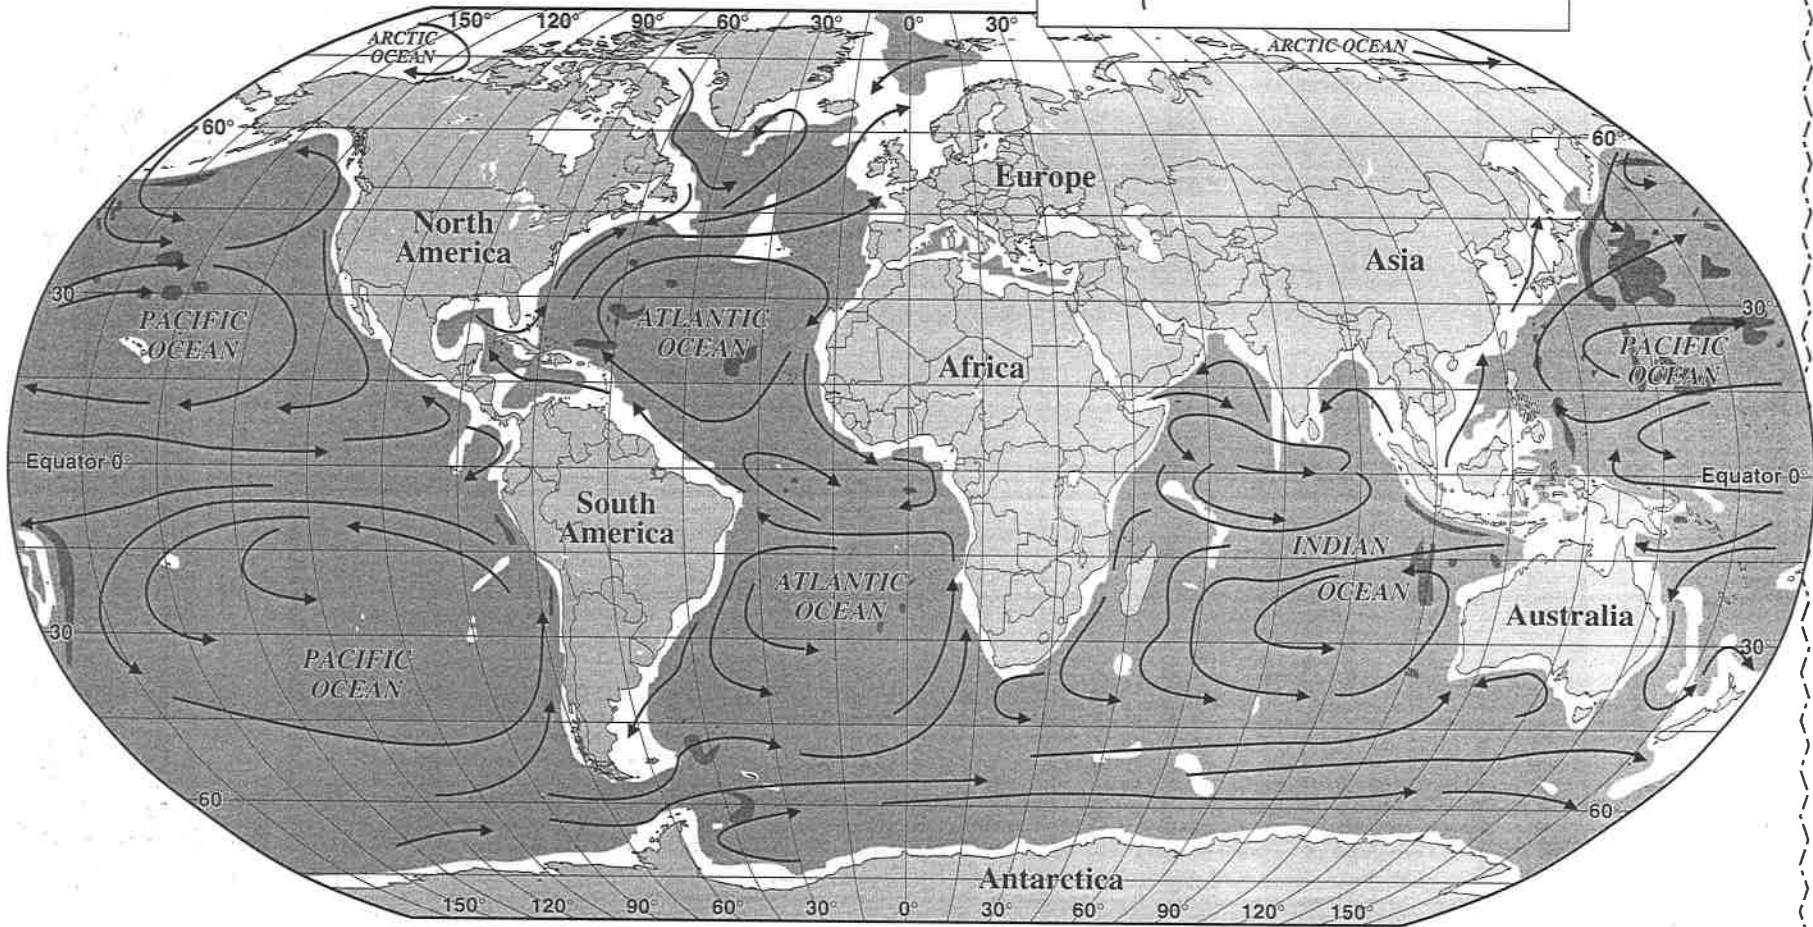 150° 120° 90° 60° 30° 0° 30°
ARCTIC
OCEAN
ARCTIC OCEAN
60°
60°
Europe
North
America
Asia
30
30°
PACIFIC
OCEAN
ATLANTIC
OCEAN
PACIFIC
OCEAN
Africa
Equator 0°
Equator 0°
South
America
INDIAN
OCEAN
ATLANTIC
OCEAN
Australia
30
30°
PACIFIC
OCEAN
60°
60°
Antarctica
150° 120° 90° 60° 30° 0° 30° 60° 90° 120° 150°